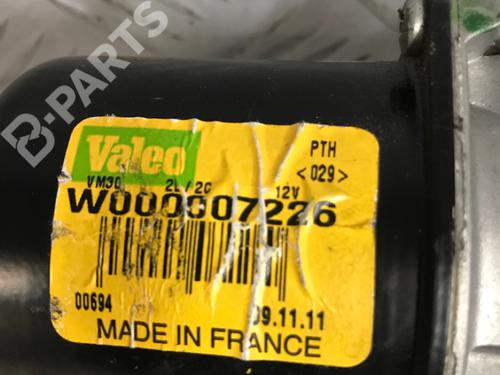 B-PARTS
Valeo
PTH
<029>
VM30 2L/2C 12V
W000007226
00694 09.11.11
MADE IN FRANCE